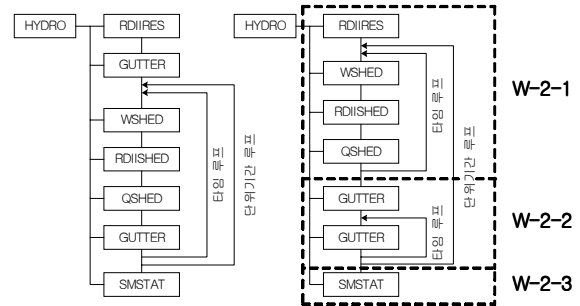 HYDRO
RDIIRES
GUTTER
WSHED
RDIISHED
QSHED
GUTTER
SMSTAT
타임 루프
단위기간 루프
HYDRO
RDIIRES
WSHED
RDIISHED
QSHED
GUTTER
GUTTER
SMSTAT
타임 루프
타임 루프
단위기간 루프
W-2-1
W-2-2
W-2-3